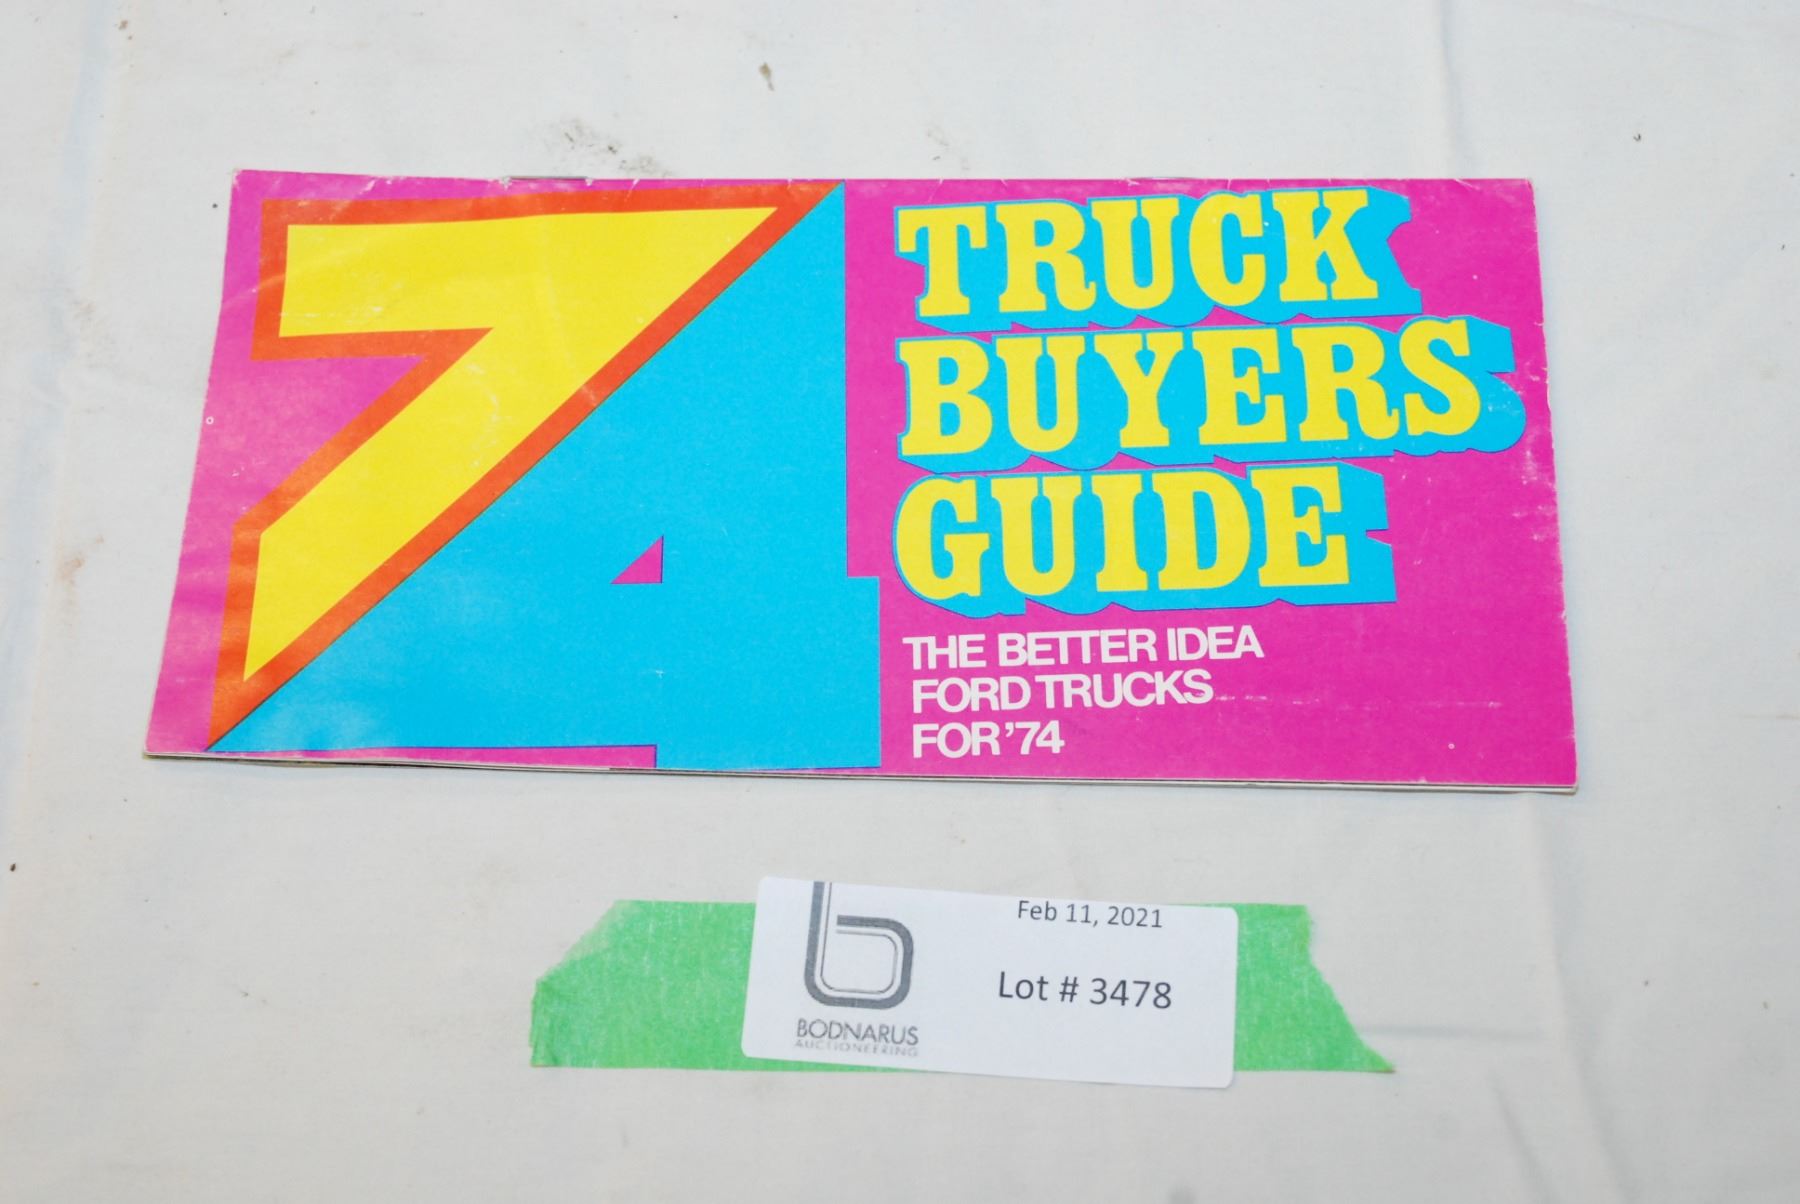 74
TRUCK
BUYERS
GUIDE
THE BETTER IDEA
FORD TRUCKS
FOR '74
Feb 11, 2021
Lot # 3478
BODNARUS
AUCTIONEERING